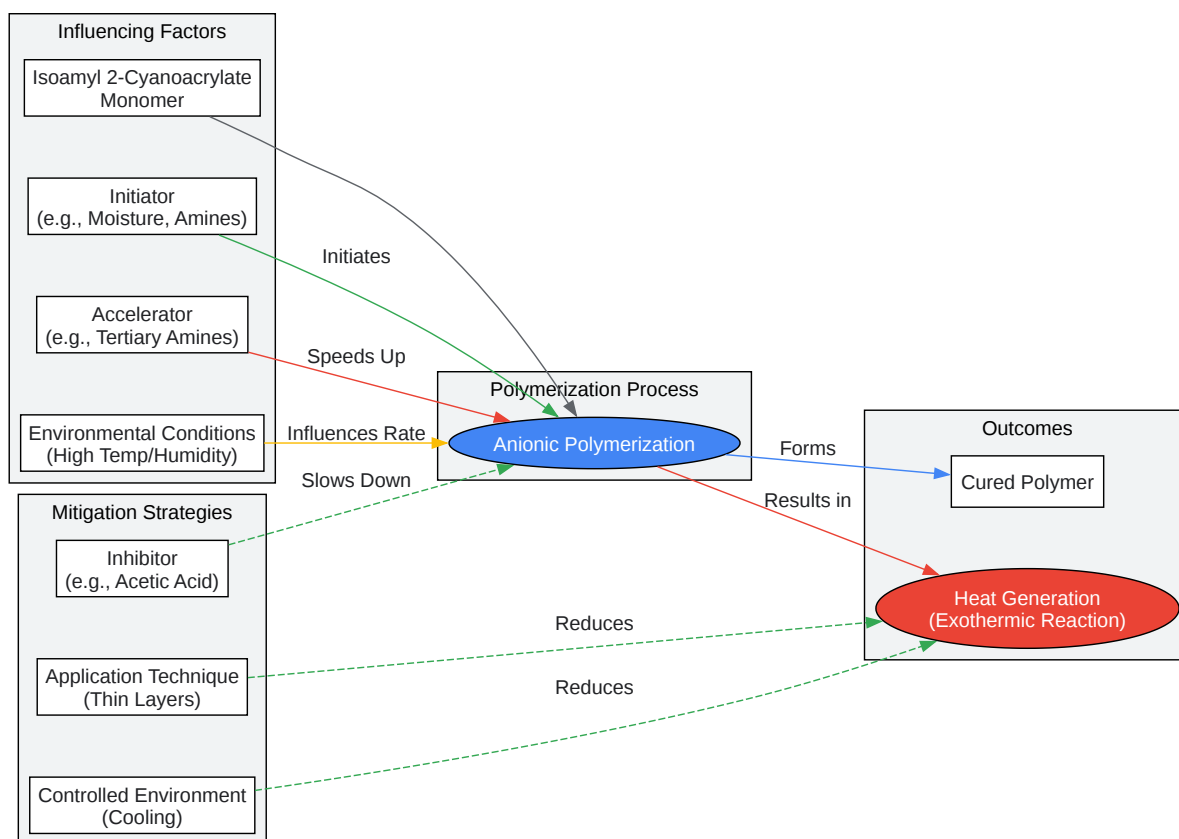 Influencing Factors
Isoamyl 2-Cyanoacrylate
Monomer
Initiator
(e.g., Moisture, Amines)
Initiates
Accelerator
(e.g., Tertiary Amines)
Speeds Up
Environmental Conditions
(High Temp/Humidity)
Influences Rate
Polymerization Process
Anionic Polymerization
Mitigation Strategies
Inhibitor
(e.g., Acetic Acid)
Slows Down
Application Technique
(Thin Layers)
Reduces
Controlled Environment
(Cooling)
Reduces
Forms
Results in
Outcomes
Cured Polymer
Heat Generation
(Exothermic Reaction)